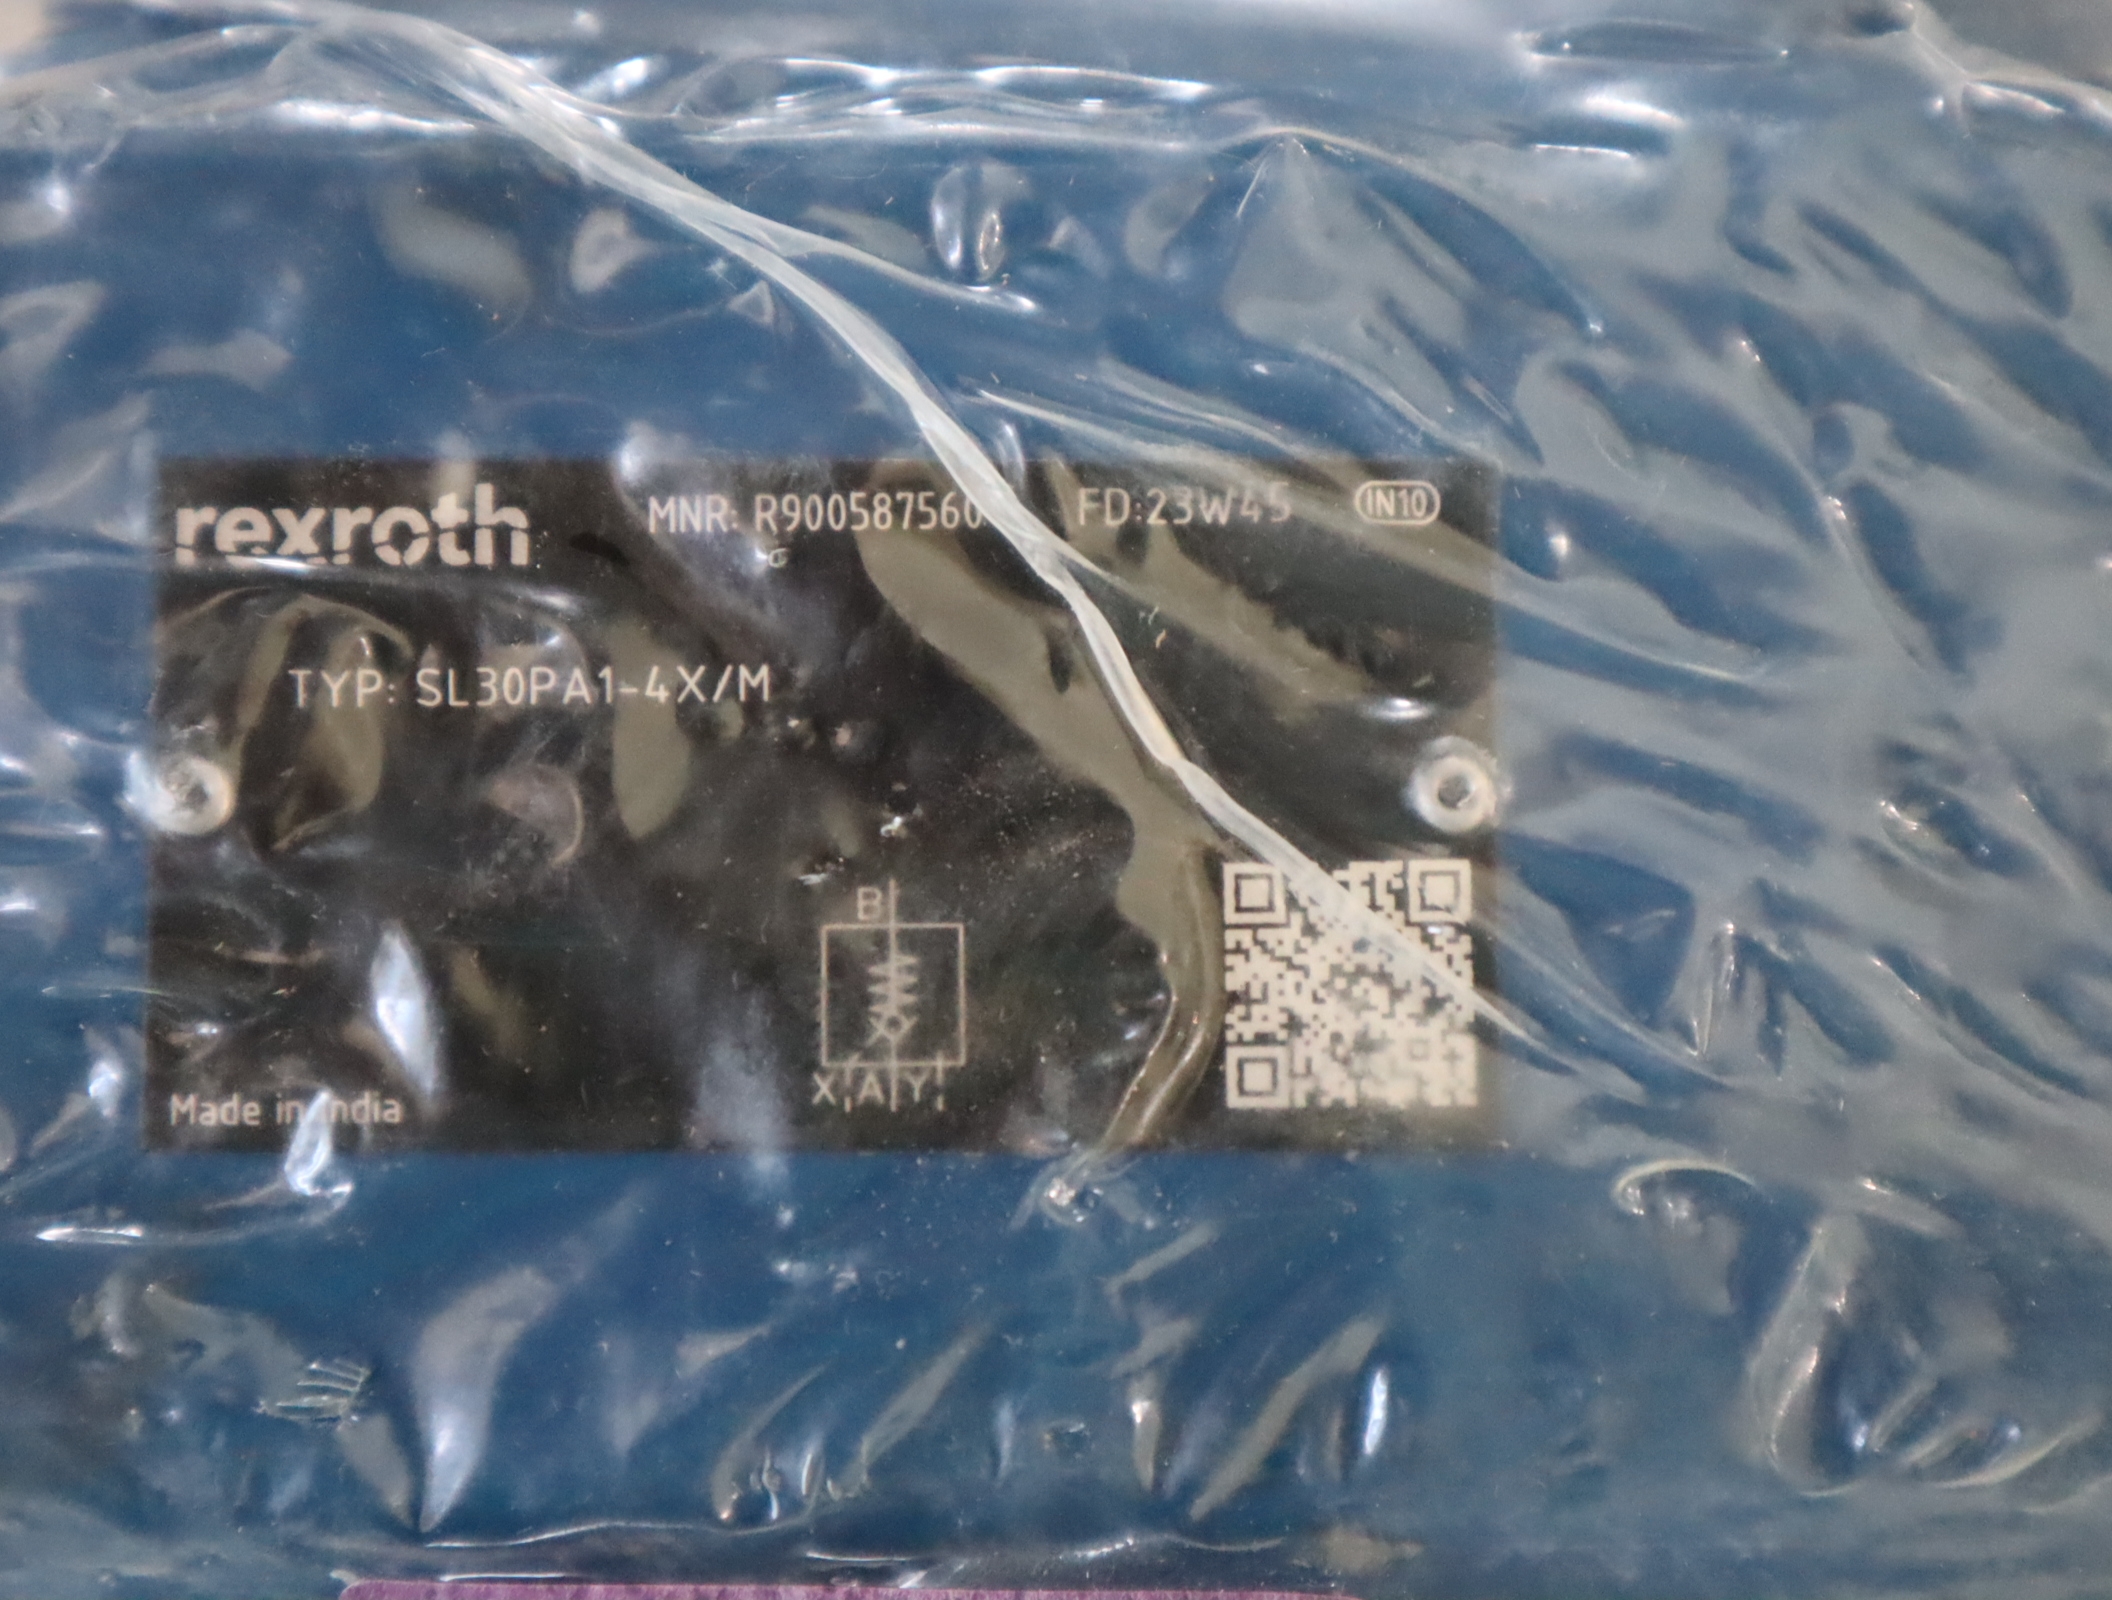 rexroth MNR: R900587560 FD:23W45 IN10
TYP: SL30PA1-4X/M
B
X A Y
Made in India